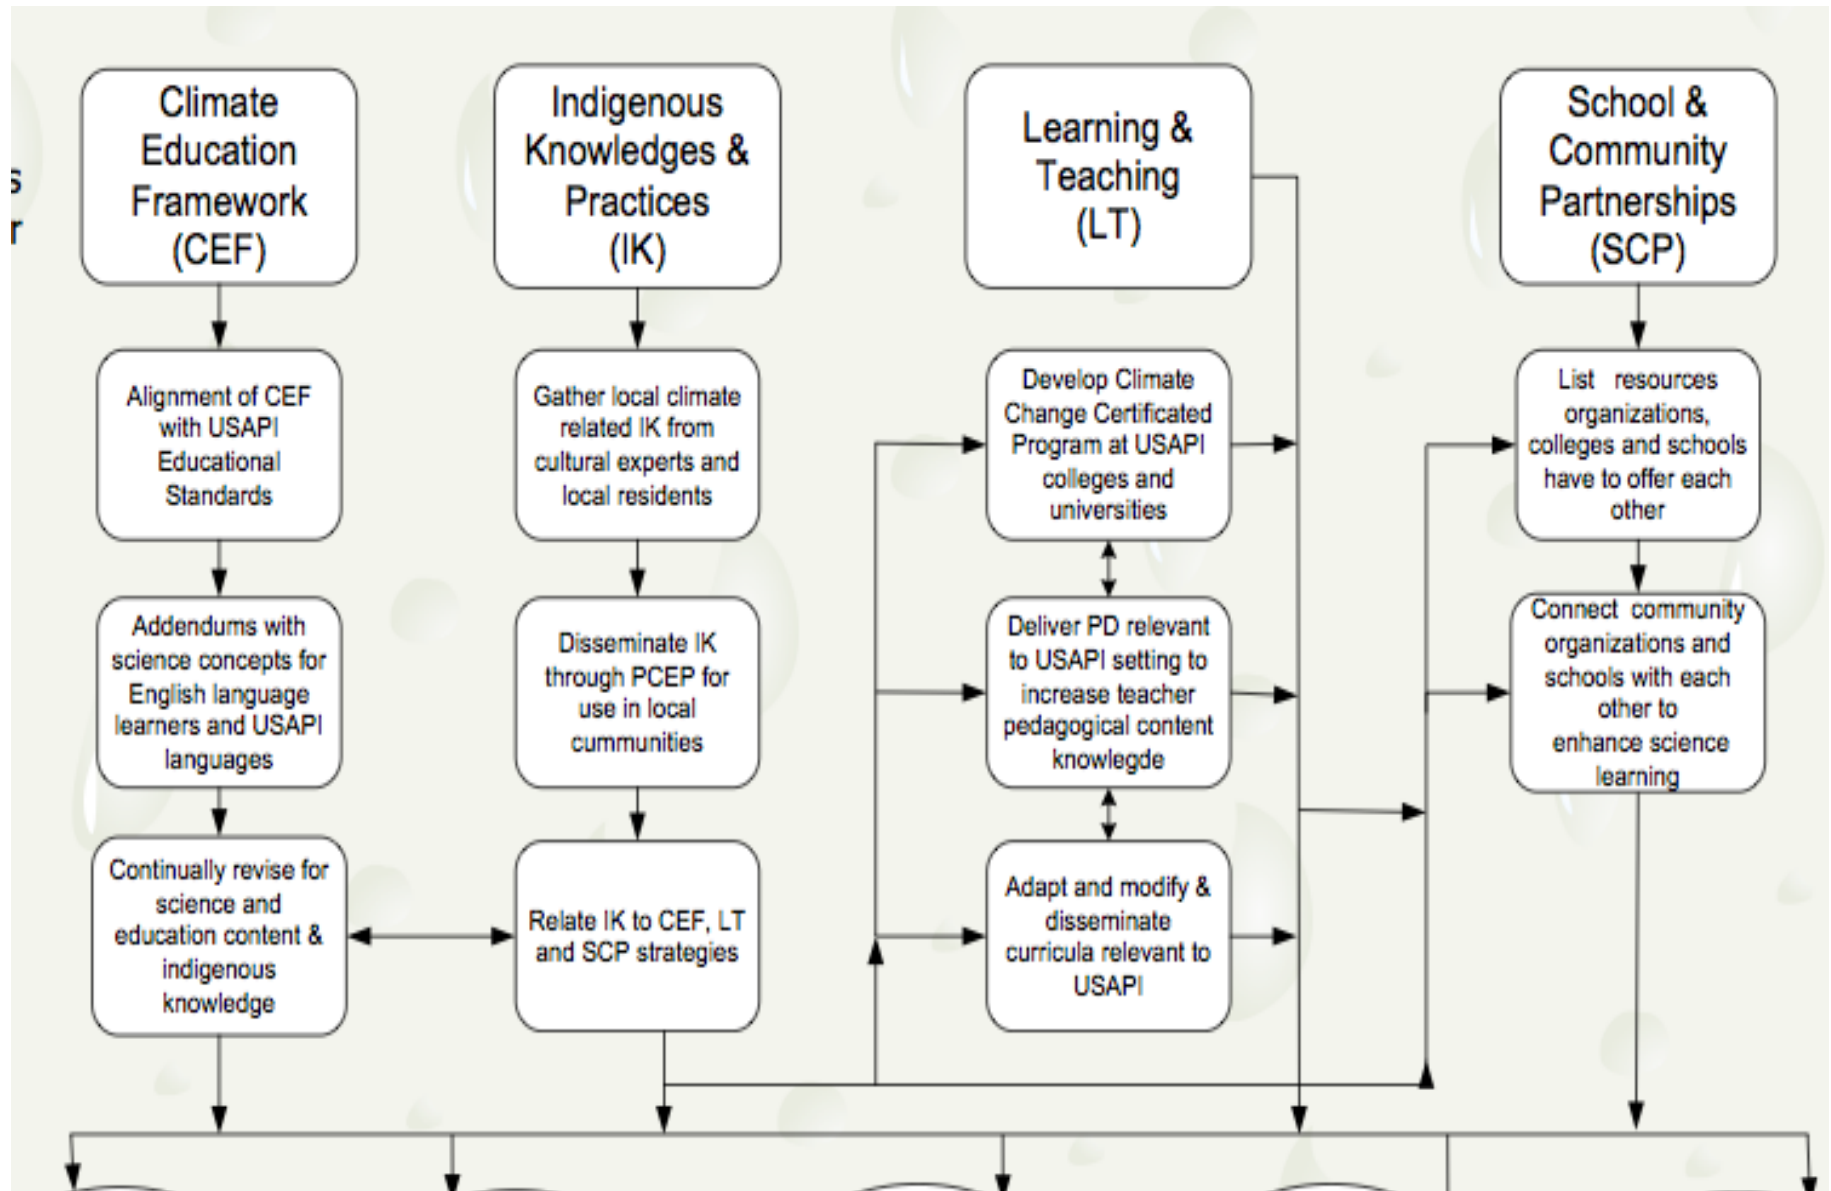 s
r
Climate
Education
Framework
(CEF)
Alignment of CEF
with USAPI
Educational
Standards
Addendums with
science concepts for
English language
learners and USAPI
languages
Continually revise for
science and
education content &
indigenous
knowledge
Indigenous
Knowledges &
Practices
(IK)
Gather local climate
related IK from
cultural experts and
local residents
Disseminate IK
through PCEP for
use in local
cummunities
Relate IK to CEF, LT
and SCP strategies
Learning &
Teaching
(LT)
Develop Climate
Change Certificated
Program at USAPI
colleges and
universities
Deliver PD relevant
to USAPI setting to
increase teacher
pedagogical content
knowlegde
Adapt and modify &
disseminate
curricula relevant to
USAPI
School &
Community
Partnerships
(SCP)
List resources
organizations,
colleges and schools
have to offer each
other
Connect community
organizations and
schools with each
other to
enhance science
learning